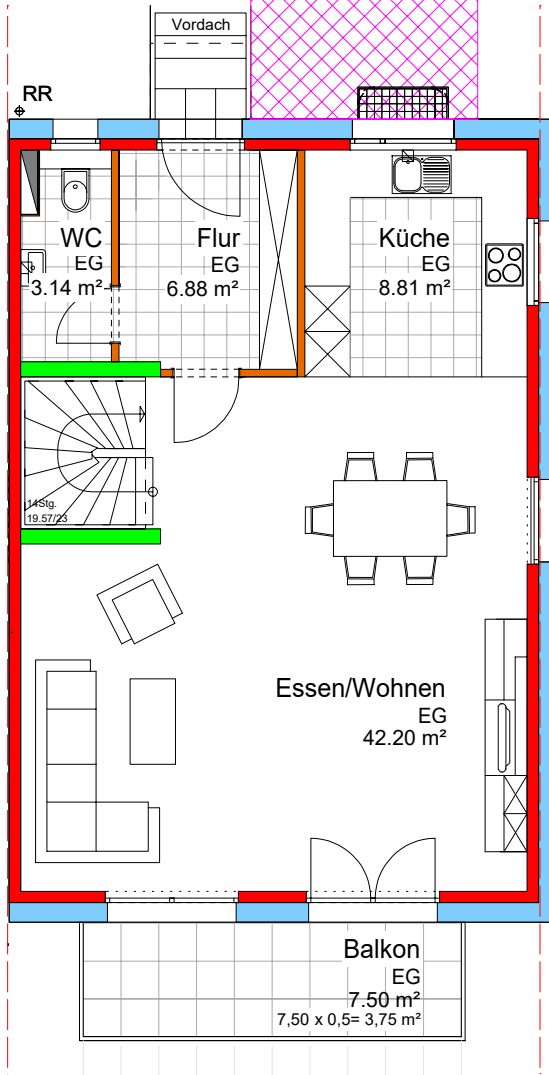 Vordach
RR
WC
EG
3.14 m²
Flur
EG
6.88 m²
Küche
EG
8.81 m²
14Stg.
19.57/23
Essen/Wohnen
EG
42.20 m²
Balkon
EG
7.50 m²
7,50 x 0,5= 3,75 m²